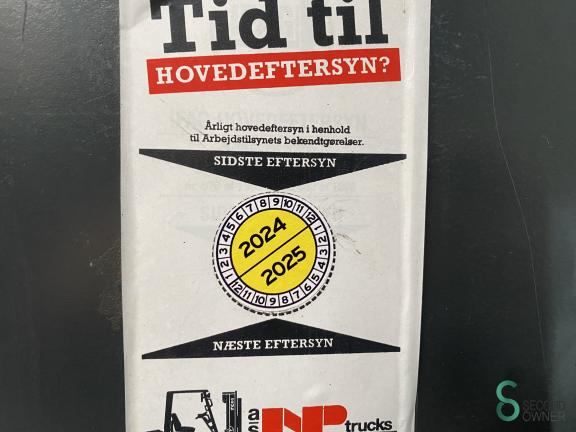 Tid til
HOVEDEFTERSYN?
Årligt hovedeftersyn i henhold
til Arbejdstilsynets bekendtgørelser.
SIDSTE EFTERSYN
1 2 3 4 5 6 7 8 9 10 11 12
2024
2025
1 2 3 4 5 6 7 8 9 10 11 12
NÆSTE EFTERSYN
trucks
SECOND
OWNER